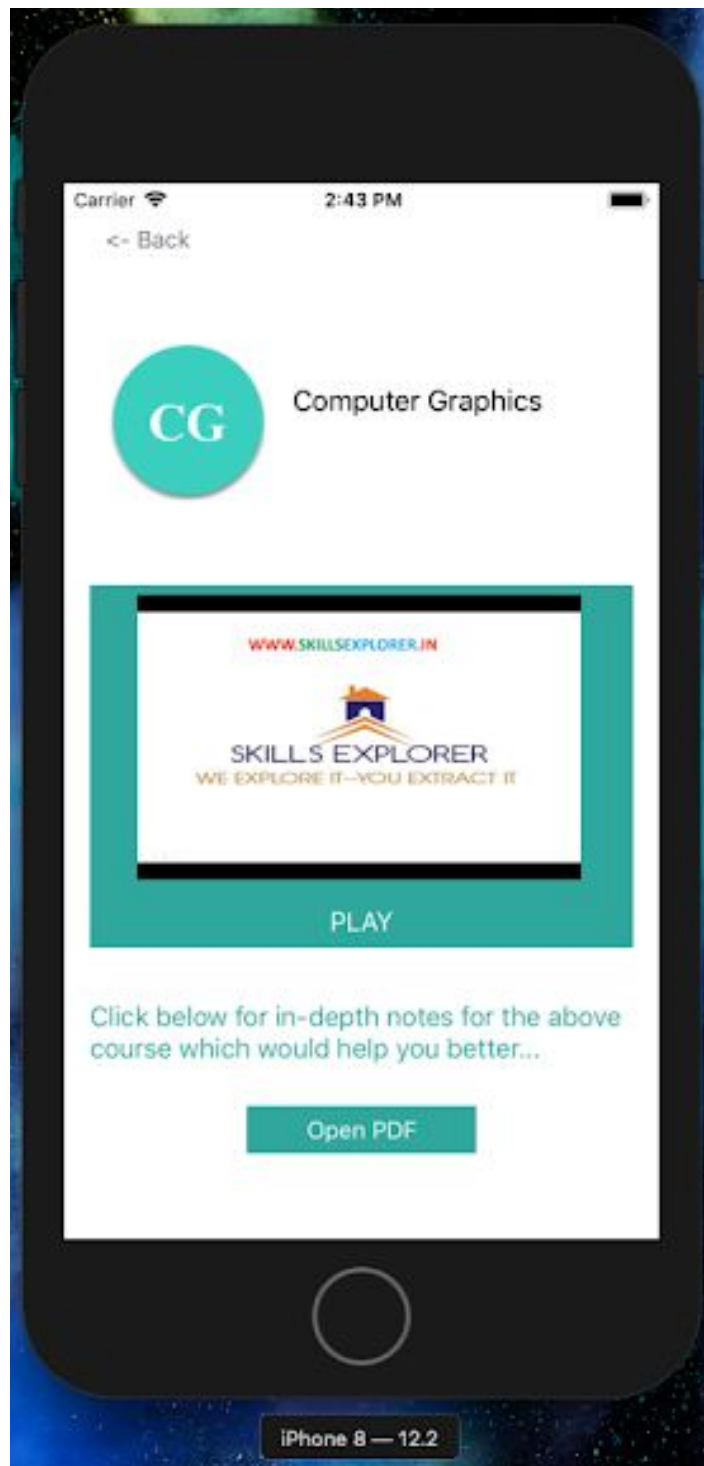 Carrier 2:43 PM
<- Back
CG
Computer Graphics
WWW.SKILLSEXPLORER.IN
SKILLS EXPLORER
WE EXPLORE IT--YOU EXTRACT IT
PLAY
Click below for in-depth notes for the above
course which would help you better...
Open PDF
iPhone 8 — 12.2